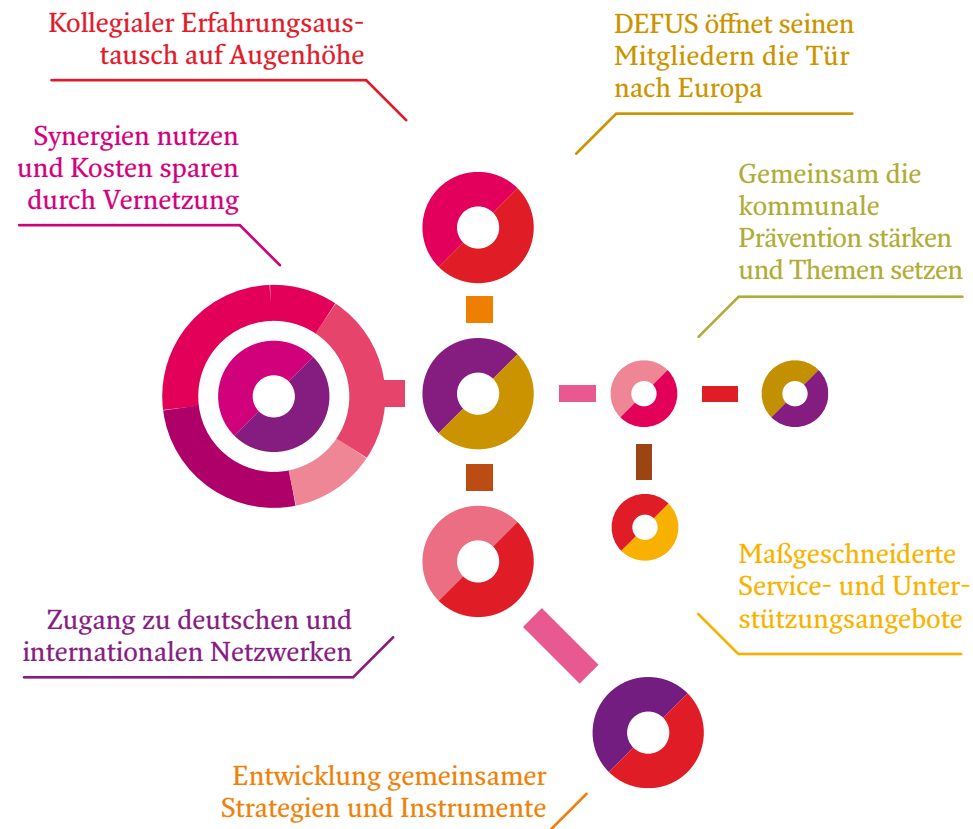 Kollegialer Erfahrungsaus-
tausch auf Augenhöhe
DEFUS öffnet seinen
Mitgliedern die Tür
nach Europa
Synergien nutzen
und Kosten sparen
durch Vernetzung
Gemeinsam die
kommunale
Prävention stärken
und Themen setzen
Maßgeschneiderte
Service- und Unter-
stützungsangebote
Zugang zu deutschen und
internationalen Netzwerken
Entwicklung gemeinsamer
Strategien und Instrumente